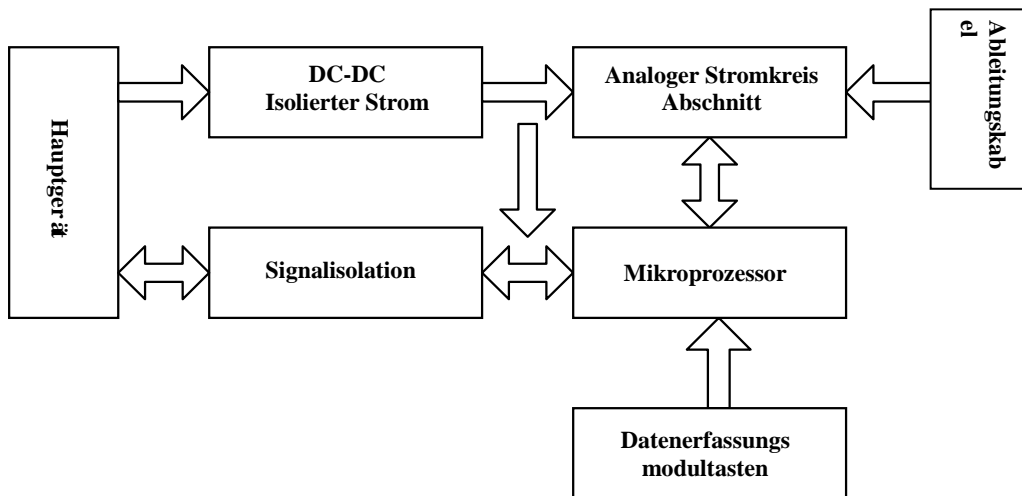 Hauptgerät
DC-DC
Isolierter Strom
Analoger Stromkreis
Abschnitt
Ableitungskab
el
Signalisolation
Mikroprozessor
Datenerfassungs
modultasten